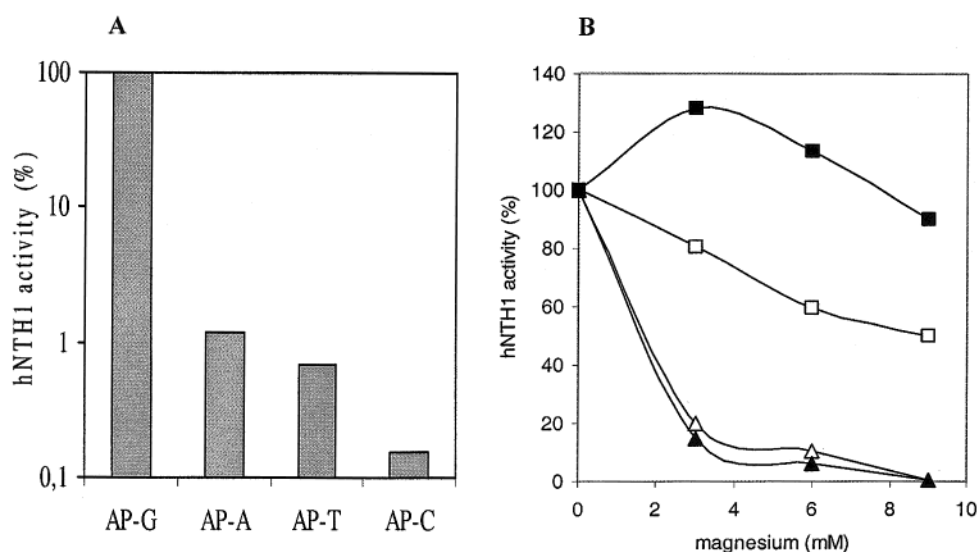 A
B
hNTH1 activity (%)
100
10
1
0,1
AP-G AP-A AP-T AP-C
hNTH1 activity (%)
140
120
100
80
60
40
20
0
0 2 4 6 8 10
magnesium (mM)